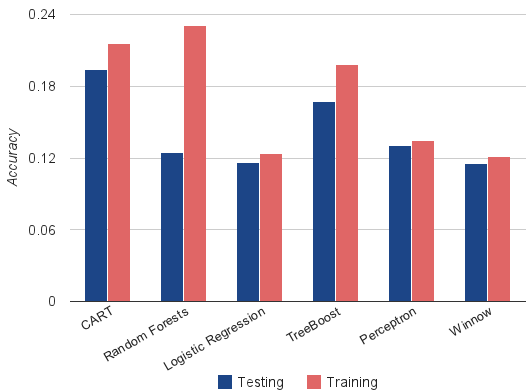 0.24
0.18
0.12
0.06
0
Accuracy
CART
Random Forests
Logistic Regression
TreeBoost
Perceptron
Winnow
Testing
Training